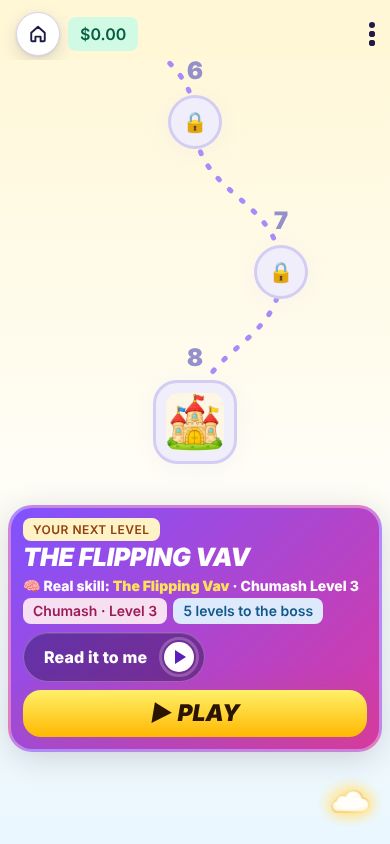 $0.00
6
7
8
YOUR NEXT LEVEL
THE FLIPPING VAV
🧠 Real skill: The Flipping Vav · Chumash Level 3
Chumash · Level 3
5 levels to the boss
Read it to me
▶ PLAY